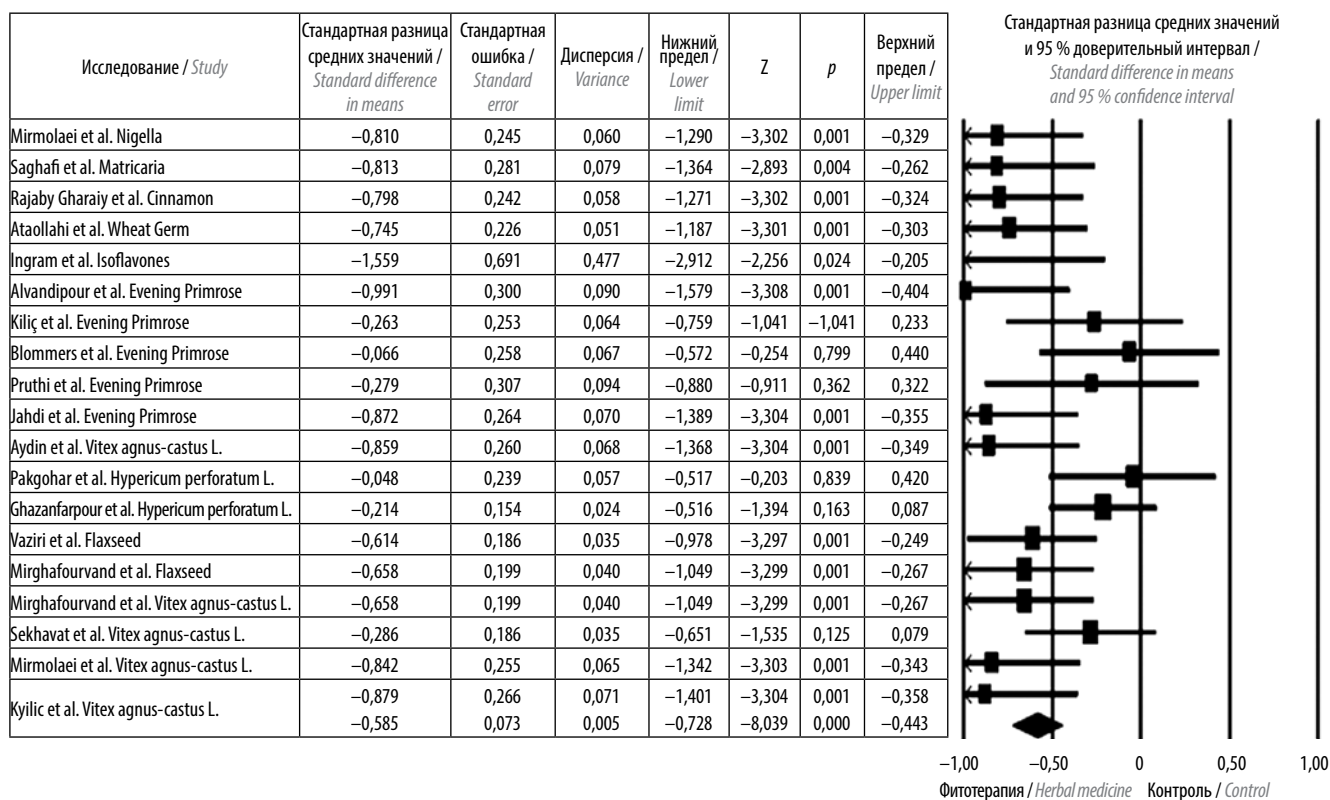 Исследование / Study
Стандартная разница
средних значений /
Standard difference
in means
Стандартная
ошибка /
Standard
error
Дисперсия /
Variance
Нижний
предел /
Lower
limit
Z
p
Верхний
предел /
Upper limit
Стандартная разница средних значений
и 95 % доверительный интервал /
Standard difference in means
and 95 % confidence interval
Mirmolaei et al. Nigella −0,810 0,245 0,060 −1,290 −3,302 0,001 −0,329
Saghafi et al. Matricaria −0,813 0,281 0,079 −1,364 −2,893 0,004 −0,262
Rajaby Gharaiy et al. Cinnamon −0,798 0,242 0,058 −1,271 −3,302 0,001 −0,324
Ataollahi et al. Wheat Germ −0,745 0,226 0,051 −1,187 −3,301 0,001 −0,303
Ingram et al. Isoflavones −1,559 0,691 0,477 −2,912 −2,256 0,024 −0,205
Alvandipour et al. Evening Primrose −0,991 0,300 0,090 −1,579 −3,308 0,001 −0,404
Kiliç et al. Evening Primrose −0,263 0,253 0,064 −0,759 −1,041 −1,041 0,233
Blommers et al. Evening Primrose −0,066 0,258 0,067 −0,572 −0,254 0,799 0,440
Pruthi et al. Evening Primrose −0,279 0,307 0,094 −0,880 −0,911 0,362 0,322
Jahdi et al. Evening Primrose −0,872 0,264 0,070 −1,389 −3,304 0,001 −0,355
Aydin et al. Vitex agnus-castus L. −0,859 0,260 0,068 −1,368 −3,304 0,001 −0,349
Pakgohar et al. Hypericum perforatum L. −0,048 0,239 0,057 −0,517 −0,203 0,839 0,420
Ghazanfarpour et al. Hypericum perforatum L. −0,214 0,154 0,024 −0,516 −1,394 0,163 0,087
Vaziri et al. Flaxseed −0,614 0,186 0,035 −0,978 −3,297 0,001 −0,249
Mirghafourvand et al. Flaxseed −0,658 0,199 0,040 −1,049 −3,299 0,001 −0,267
Mirghafourvand et al. Vitex agnus-castus L. −0,658 0,199 0,040 −1,049 −3,299 0,001 −0,267
Sekhavat et al. Vitex agnus-castus L. −0,286 0,186 0,035 −0,651 −1,535 0,125 0,079
Mirmolaei et al. Vitex agnus-castus L. −0,842 0,255 0,065 −1,342 −3,303 0,001 −0,343
Kyilic et al. Vitex agnus-castus L. −0,879 0,266 0,071 −1,401 −3,304 0,001 −0,358
−0,585 0,073 0,005 −0,728 −8,039 0,000 −0,443
−1,00 −0,50 0 0,50 1,00
Фитотерапия / Herbal medicine Контроль / Control